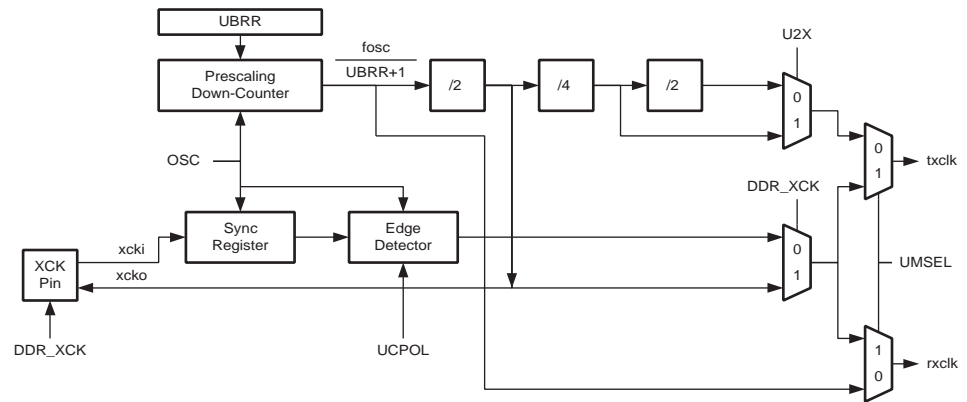 UBRR
U2X
fosc
UBRR+1
Prescaling
Down-Counter
/2
/4
/2
0
1
OSC
0
1
txclk
DDR_XCK
Sync
Register
Edge
Detector
0
1
xcki
XCK
Pin
xcko
UMSEL
DDR_XCK
UCPOL
1
0
rxclk